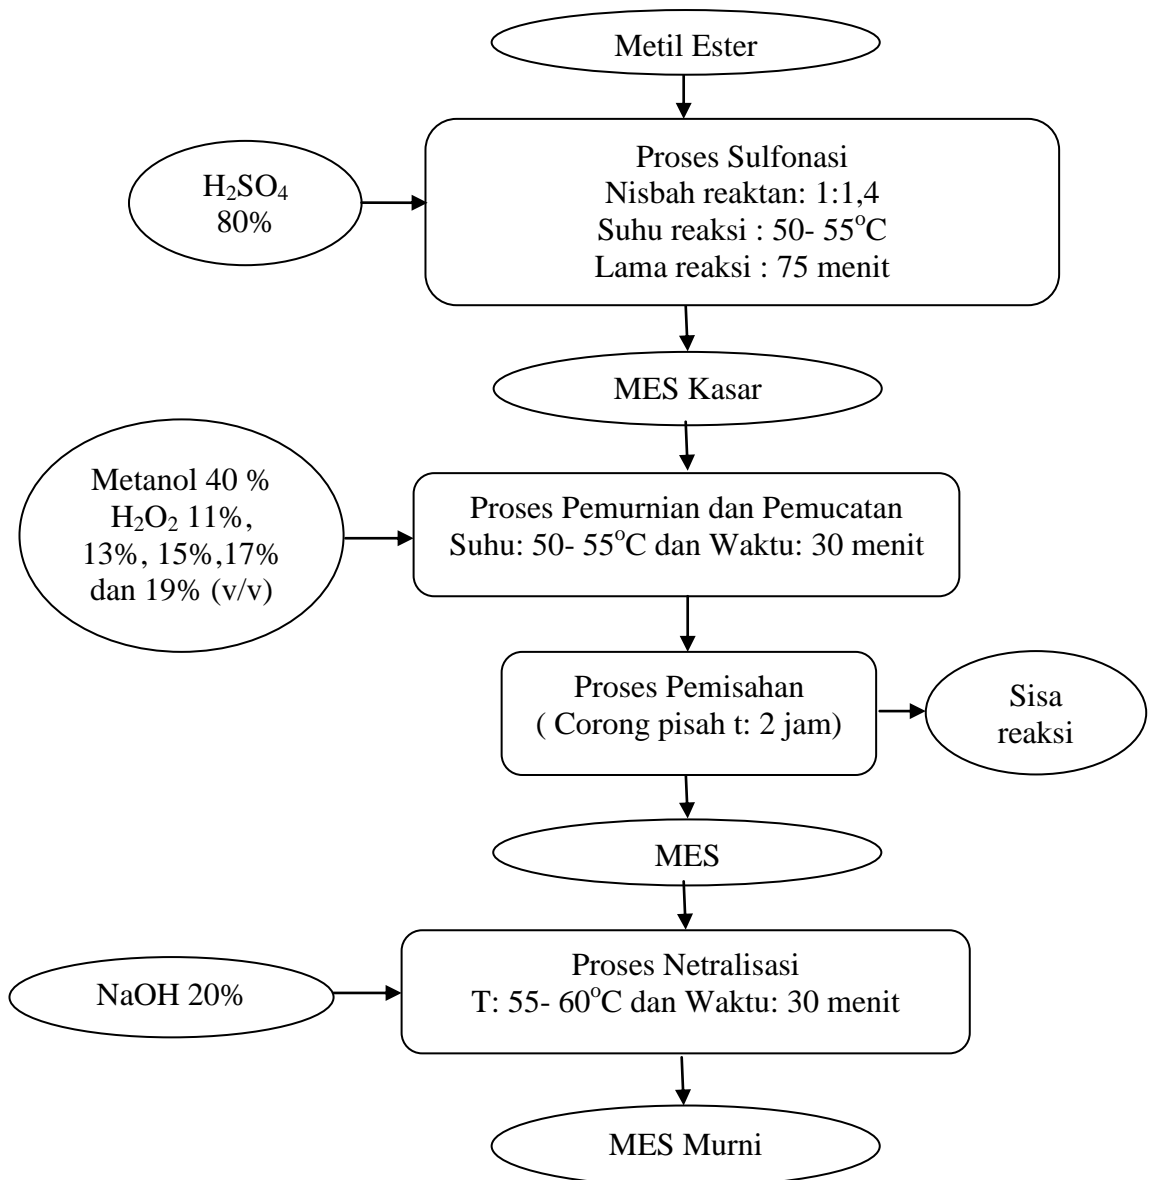 Metil Ester
H₂SO₄
80%
Proses Sulfonasi
Nisbah reaktan: 1:1,4
Suhu reaksi : 50- 55°C
Lama reaksi : 75 menit
MES Kasar
Metanol 40 %
H₂O₂ 11%,
13%, 15%,17%
dan 19% (v/v)
Proses Pemurnian dan Pemucatan
Suhu: 50- 55°C dan Waktu: 30 menit
Proses Pemisahan
( Corong pisah t: 2 jam)
Sisa
reaksi
MES
NaOH 20%
Proses Netralisasi
T: 55- 60°C dan Waktu: 30 menit
MES Murni